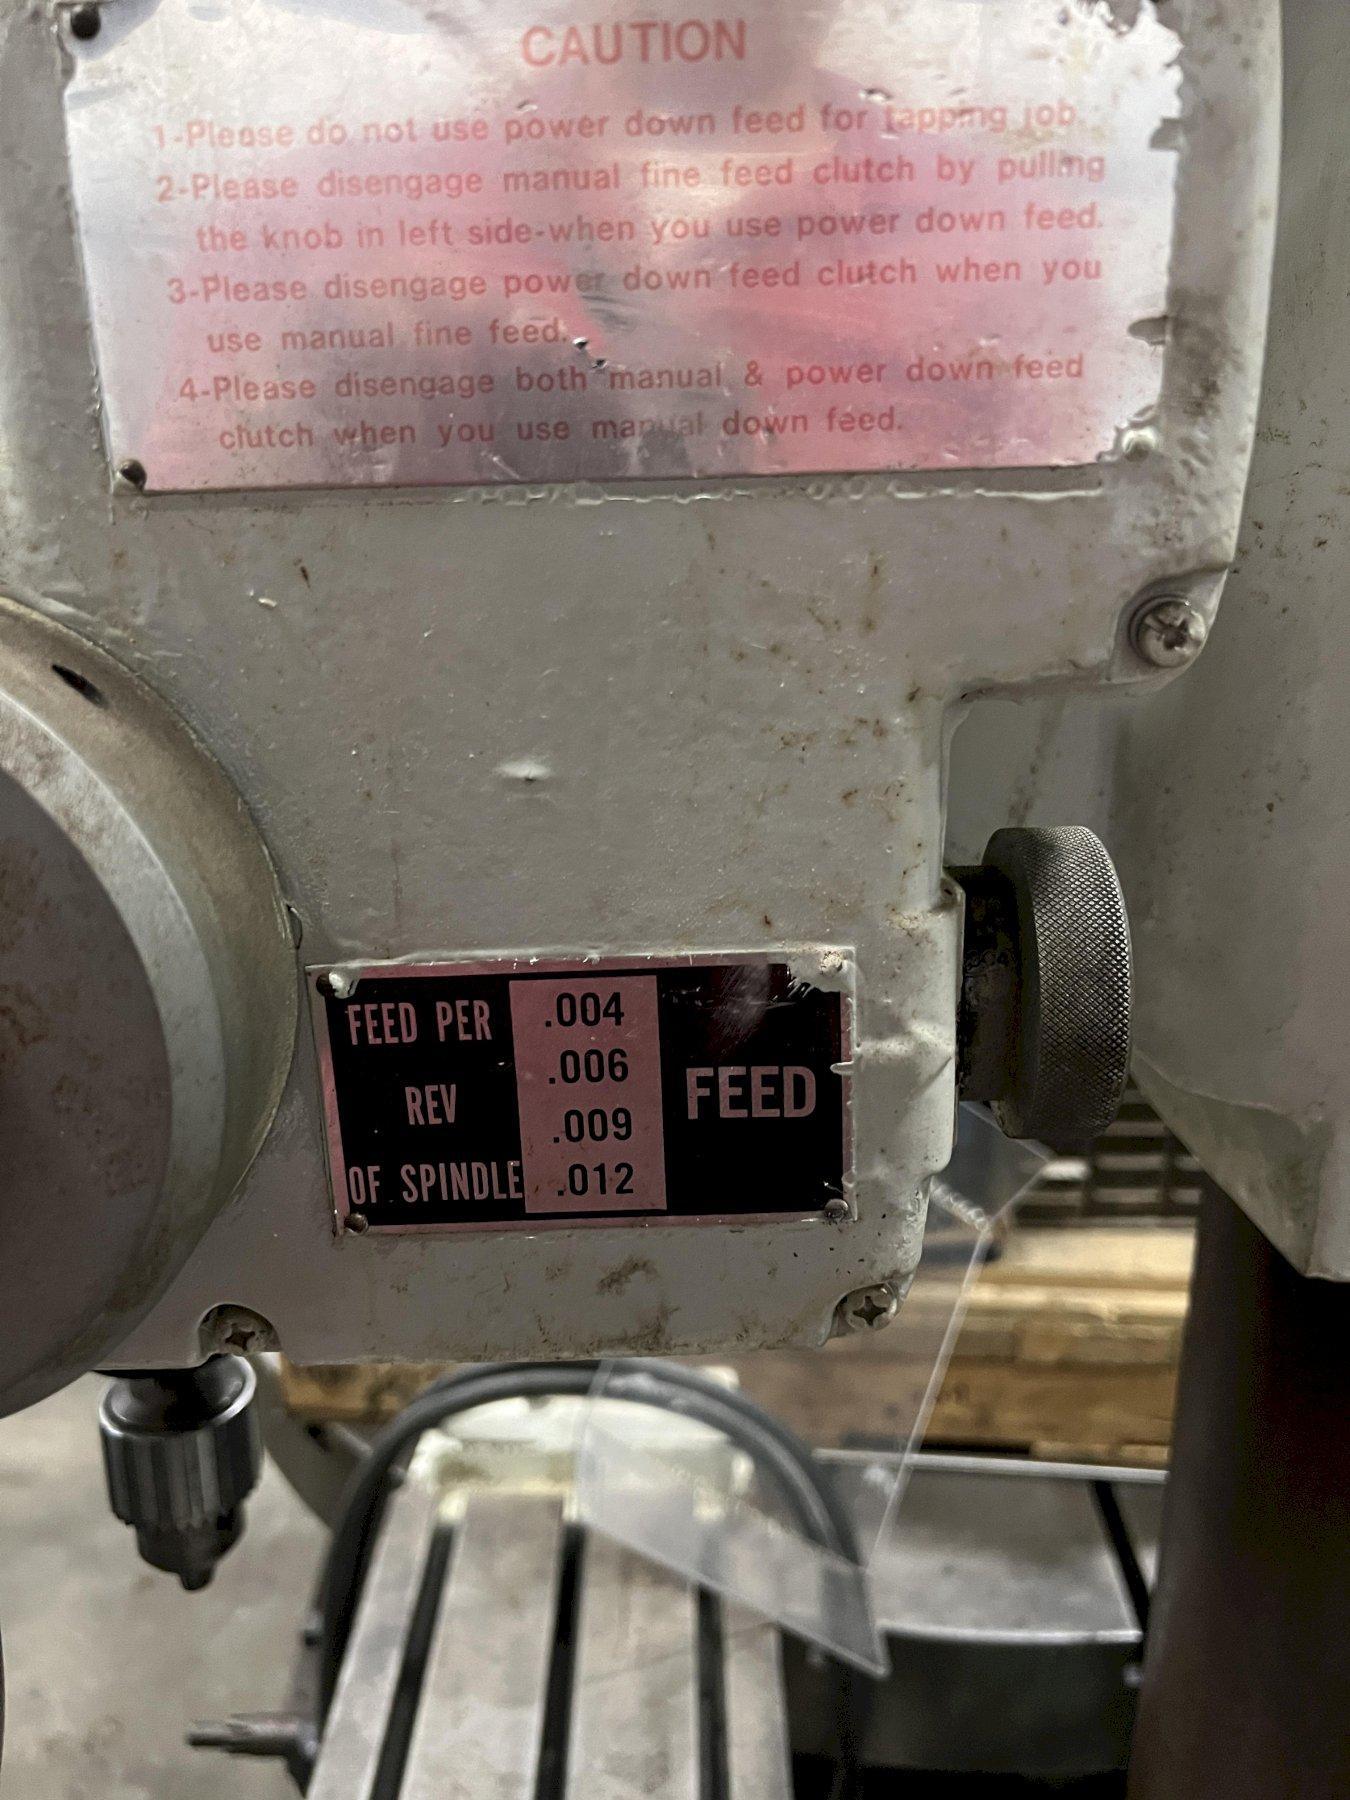 CAUTION
1-Please do not use power down feed for tapping job.
2-Please disengage manual fine feed clutch by pulling
the knob in left side-when you use power down feed.
3-Please disengage power down feed clutch when you
use manual fine feed.
4-Please disengage both manual & power down feed
clutch when you use manual down feed.
FEED PER
REV
OF SPINDLE
.004
.006
.009
.012
FEED